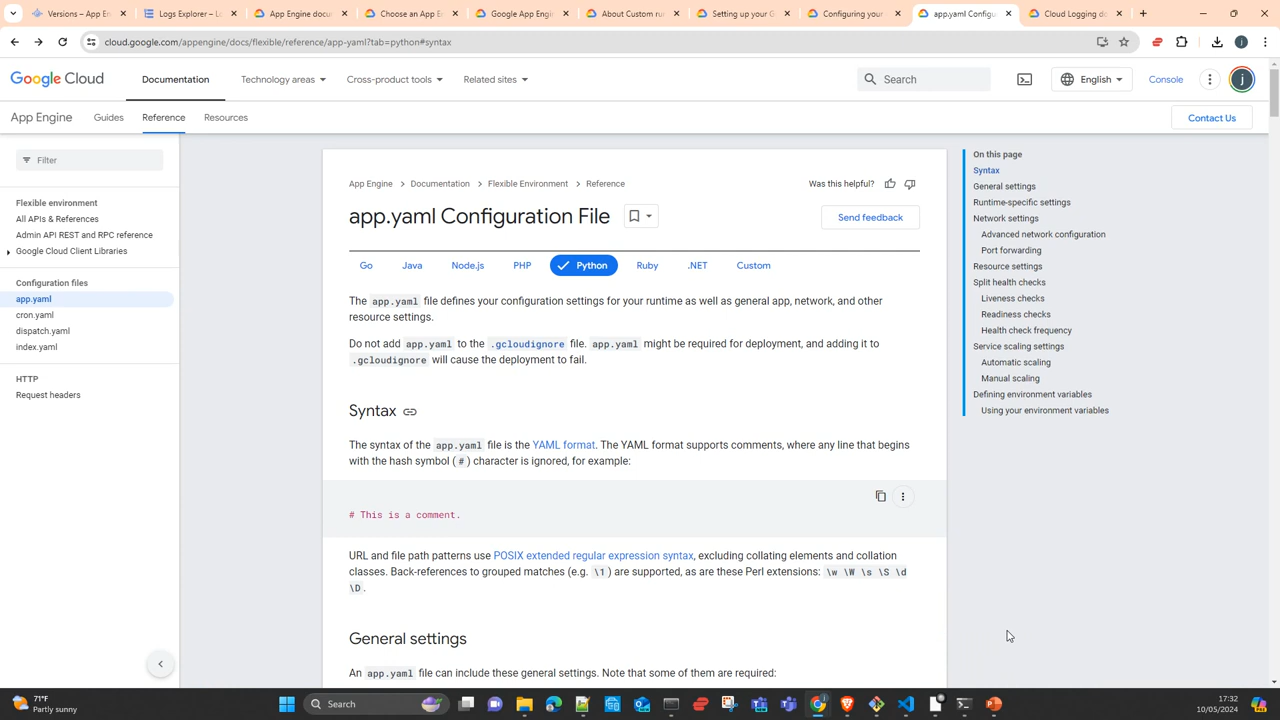 Versions – App En
Logs Explorer – Lo
App Engine docum
Choose an App En
Google App Engin
About Custom run
Setting up your G
Configuring your
app.yaml Configu
Cloud Logging do
cloud.google.com/appengine/docs/flexible/reference/app-yaml?tab=python#syntax
Google Cloud
Documentation
Technology areas
Cross-product tools
Related sites
Search
English
Console
j
App Engine
Guides
Reference
Resources
Contact Us
Filter
Flexible environment
All APIs & References
Admin API REST and RPC reference
Google Cloud Client Libraries
Configuration files
app.yaml
cron.yaml
dispatch.yaml
index.yaml
HTTP
Request headers
App Engine > Documentation > Flexible Environment > Reference
Was this helpful?
app.yaml Configuration File
Send feedback
Go Java Node.js PHP Python Ruby .NET Custom
The app.yaml file defines your configuration settings for your runtime as well as general app, network, and other
resource settings.
Do not add app.yaml to the .gcloudignore file. app.yaml might be required for deployment, and adding it to
.gcloudignore will cause the deployment to fail.
Syntax
The syntax of the app.yaml file is the YAML format. The YAML format supports comments, where any line that begins
with the hash symbol (#) character is ignored, for example:
# This is a comment.
URL and file path patterns use POSIX extended regular expression syntax, excluding collating elements and collation
classes. Back-references to grouped matches (e.g. \1) are supported, as are these Perl extensions: \w \W \s \S \d
\D.
General settings
An app.yaml file can include these general settings. Note that some of them are required:
On this page
Syntax
General settings
Runtime-specific settings
Network settings
Advanced network configuration
Port forwarding
Resource settings
Split health checks
Liveness checks
Readiness checks
Health check frequency
Service scaling settings
Automatic scaling
Manual scaling
Defining environment variables
Using your environment variables
71°F
Partly sunny
Search
17:32
10/05/2024